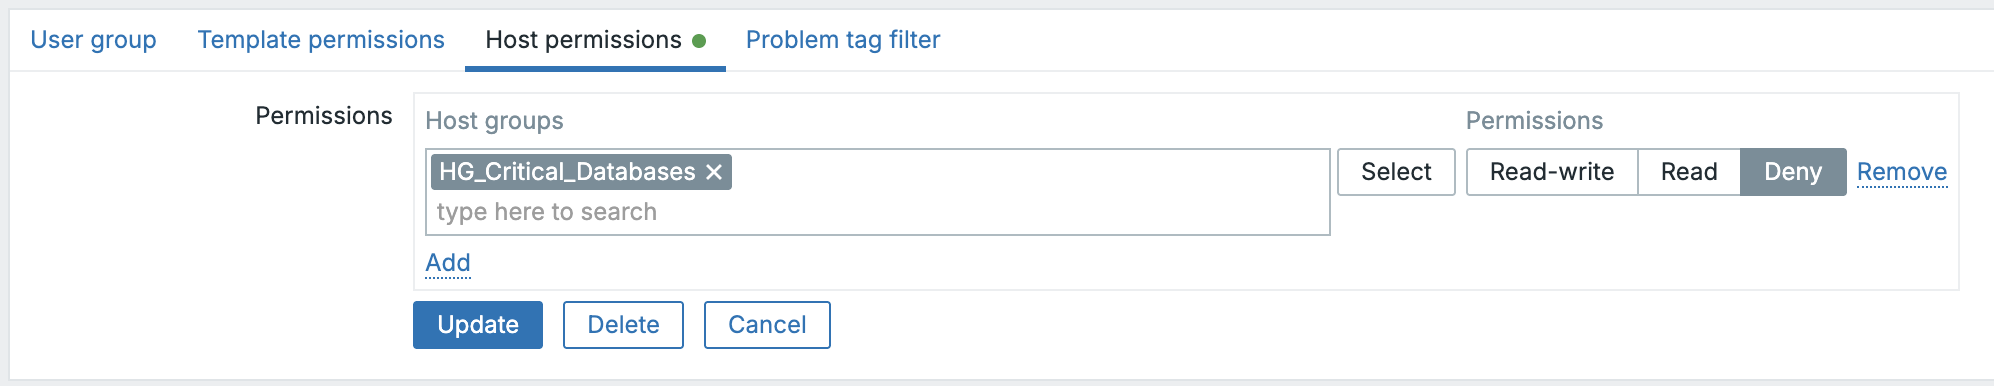 User group Template permissions Host permissions Problem tag filter
Permissions Host groups Permissions
HG_Critical_Databases Select Read-write Read Deny Remove
type here to search
Add
Update Delete Cancel